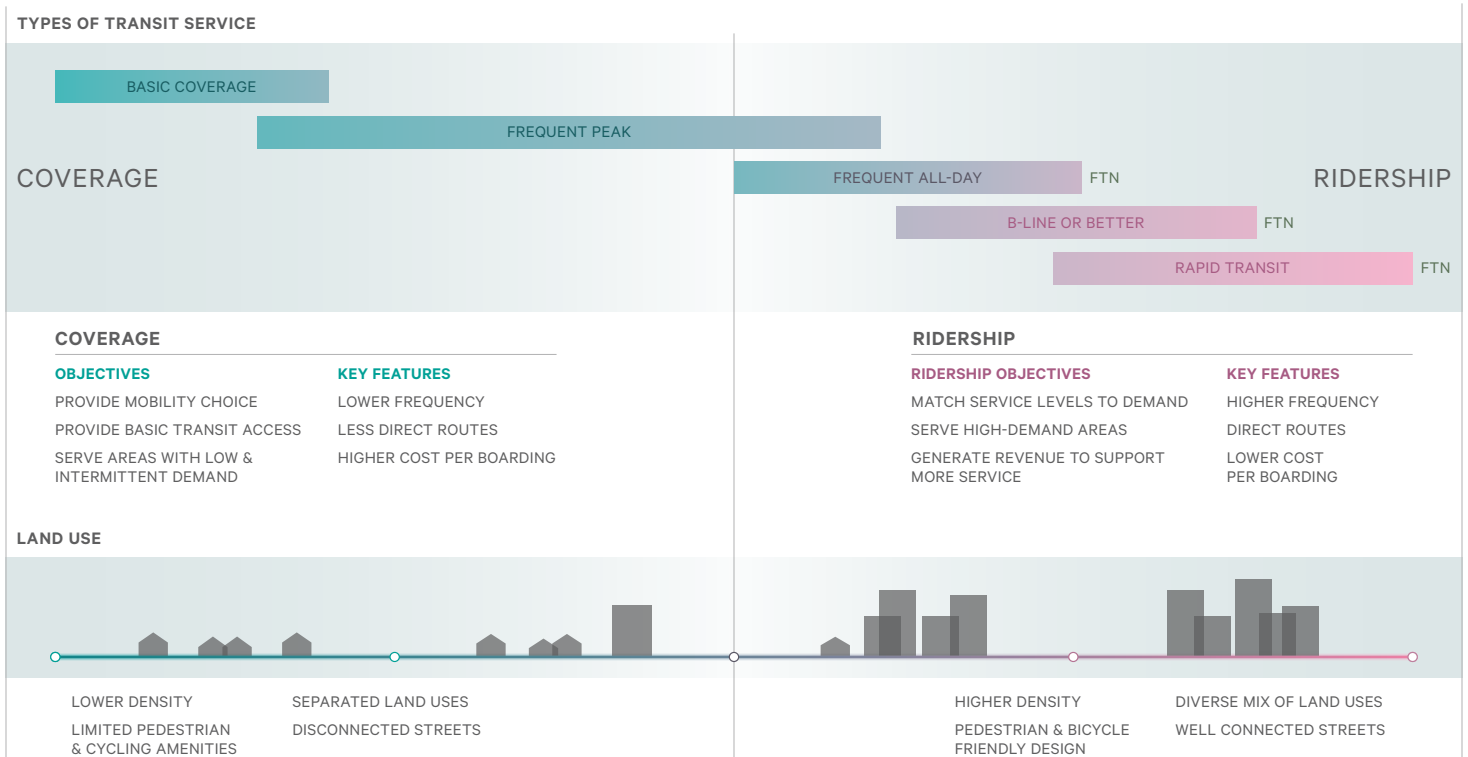 TYPES OF TRANSIT SERVICE
BASIC COVERAGE
FREQUENT PEAK
COVERAGE
FREQUENT ALL-DAY
FTN
RIDERSHIP
B-LINE OR BETTER
FTN
RAPID TRANSIT
FTN
COVERAGE
OBJECTIVES
PROVIDE MOBILITY CHOICE
PROVIDE BASIC TRANSIT ACCESS
SERVE AREAS WITH LOW &
INTERMITTENT DEMAND
KEY FEATURES
LOWER FREQUENCY
LESS DIRECT ROUTES
HIGHER COST PER BOARDING
RIDERSHIP
RIDERSHIP OBJECTIVES
MATCH SERVICE LEVELS TO DEMAND
SERVE HIGH-DEMAND AREAS
GENERATE REVENUE TO SUPPORT
MORE SERVICE
KEY FEATURES
HIGHER FREQUENCY
DIRECT ROUTES
LOWER COST
PER BOARDING
LAND USE
LOWER DENSITY
LIMITED PEDESTRIAN
& CYCLING AMENITIES
SEPARATED LAND USES
DISCONNECTED STREETS
HIGHER DENSITY
PEDESTRIAN & BICYCLE
FRIENDLY DESIGN
DIVERSE MIX OF LAND USES
WELL CONNECTED STREETS